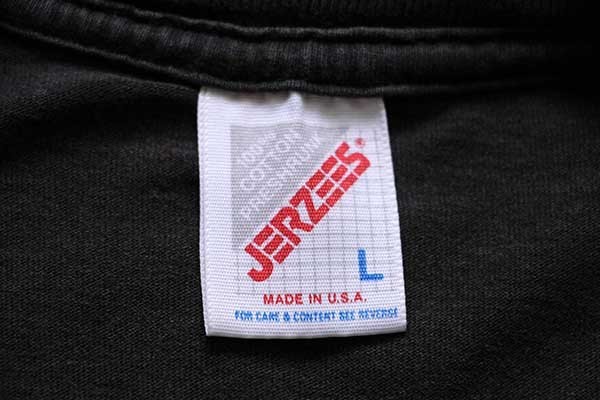 100%
COTTON
PRESHRUNK
JERZEES®
L
MADE IN U.S.A.
FOR CARE & CONTENT SEE REVERSE